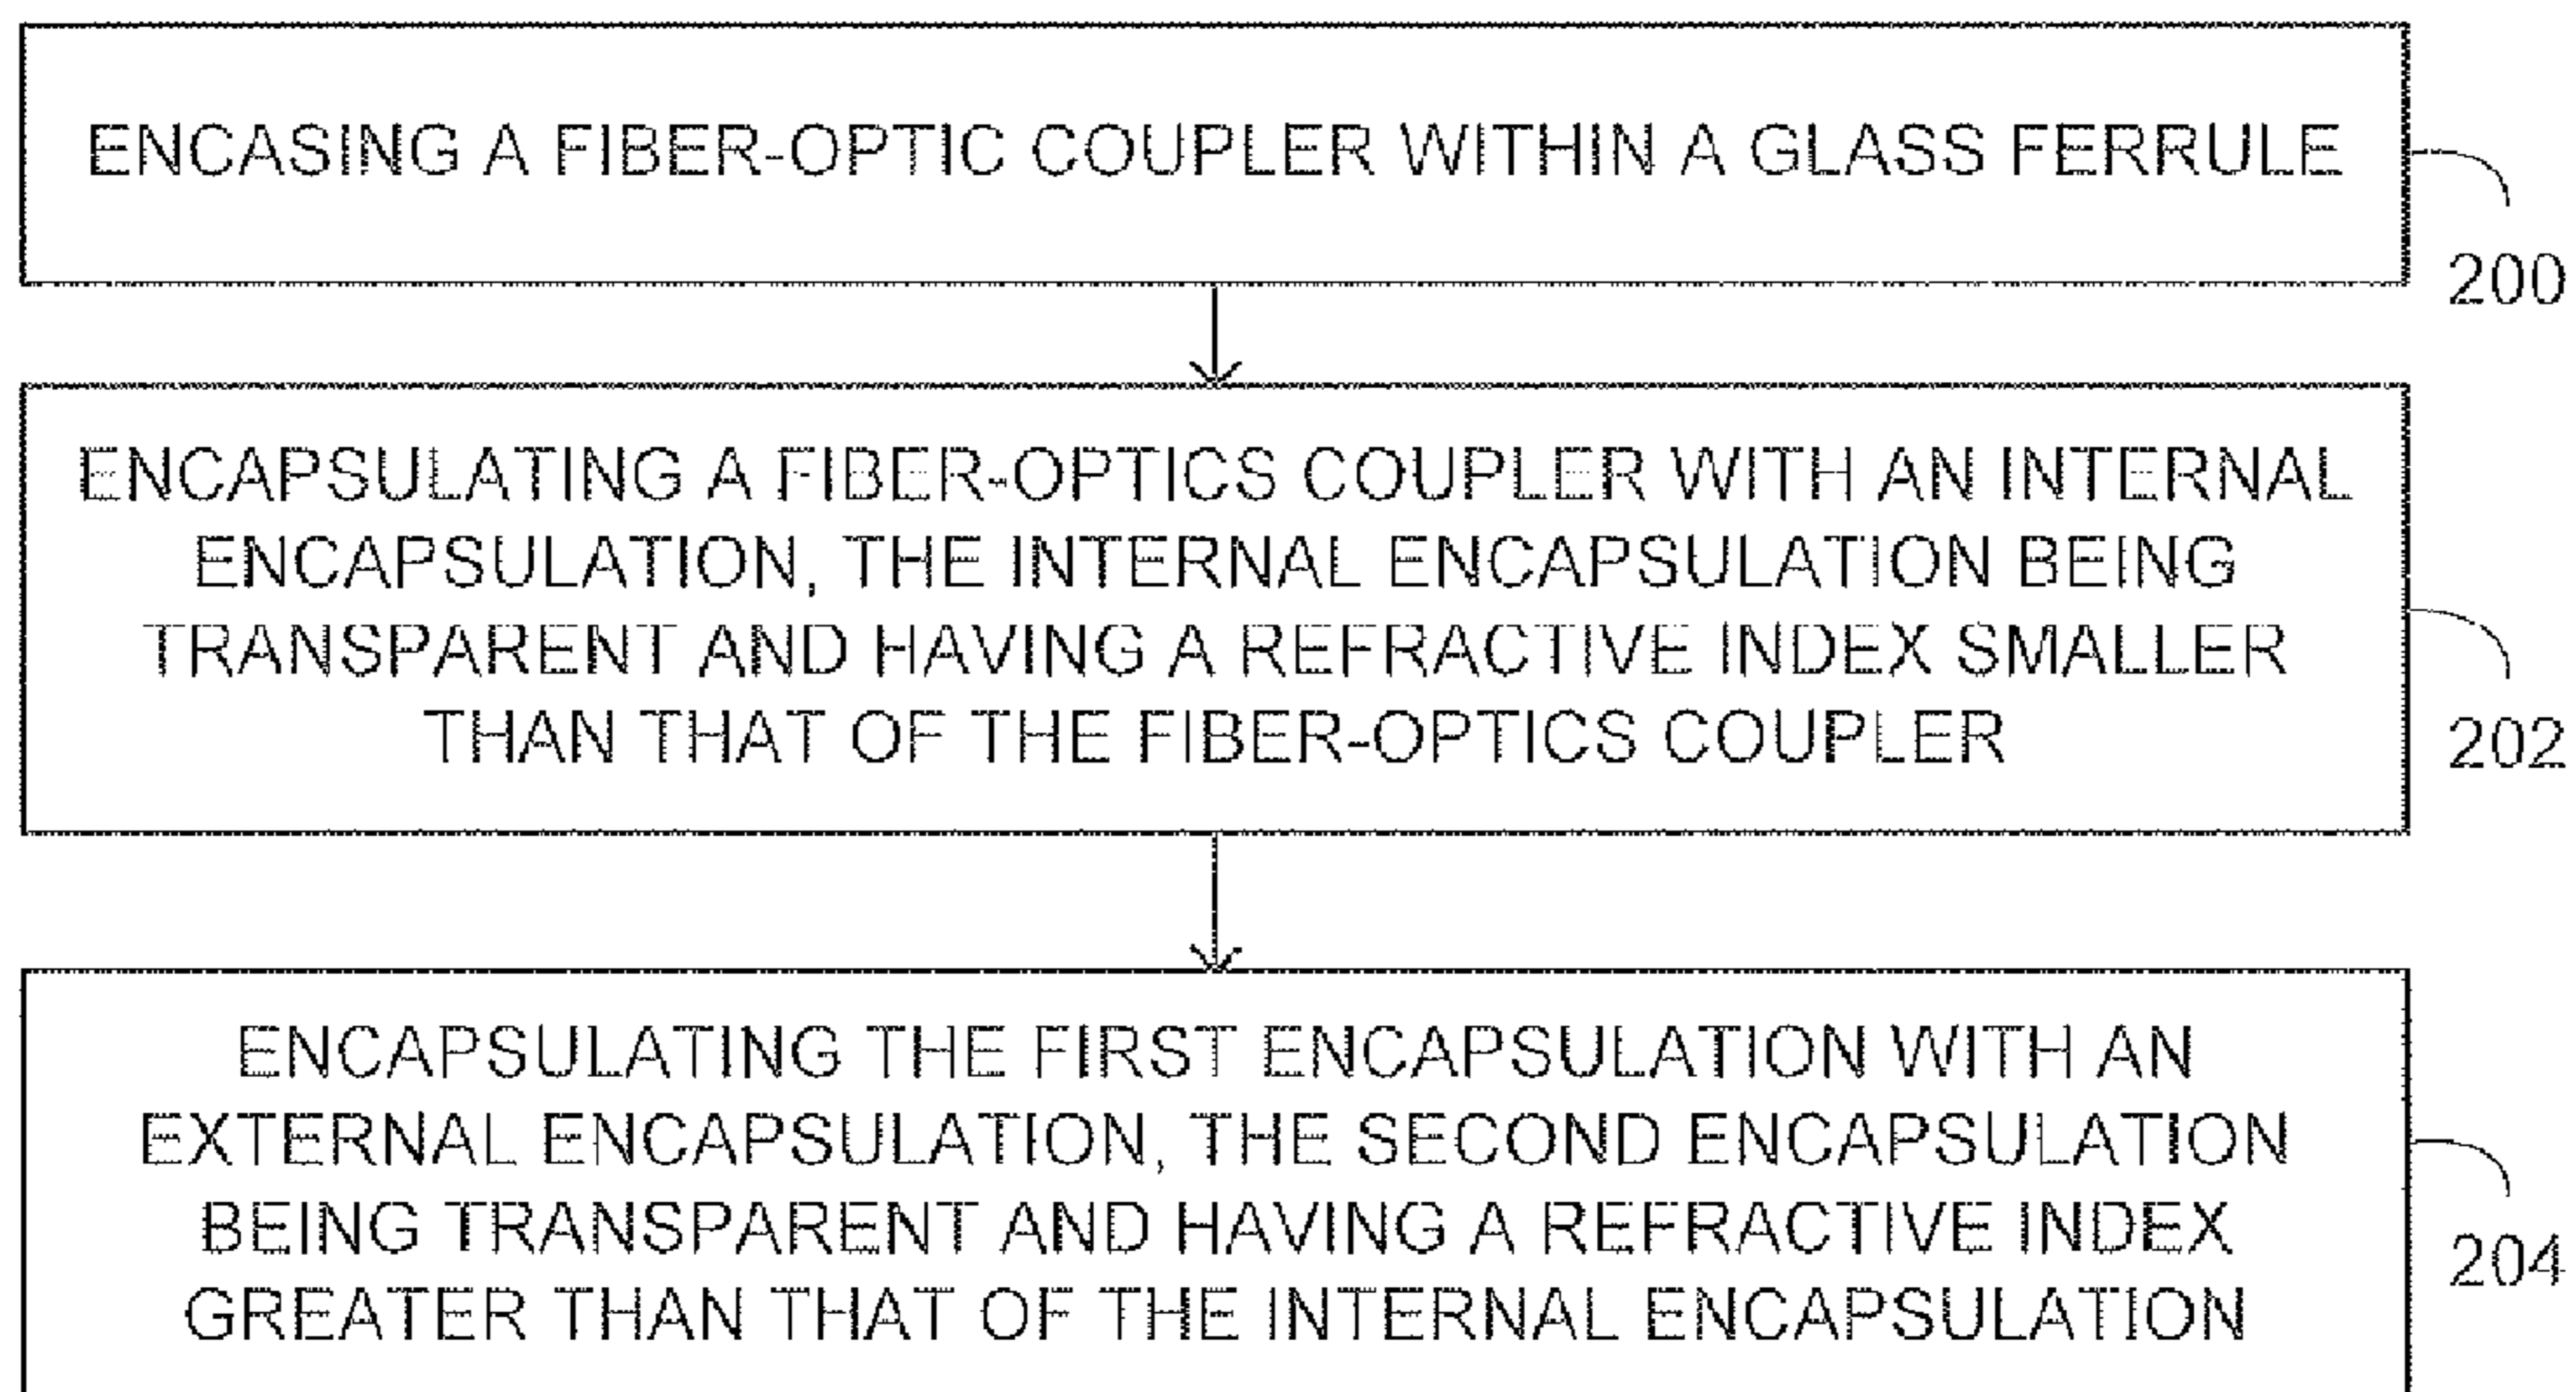 ENCASING A FIBER-OPTIC COUPLER WITHIN A GLASS FERRULE
200
ENCAPSULATING A FIBER-OPTICS COUPLER WITH AN INTERNAL
ENCAPSULATION, THE INTERNAL ENCAPSULATION BEING
TRANSPARENT AND HAVING A REFRACTIVE INDEX SMALLER
THAN THAT OF THE FIBER-OPTICS COUPLER
202
ENCAPSULATING THE FIRST ENCAPSULATION WITH AN
EXTERNAL ENCAPSULATION, THE SECOND ENCAPSULATION
BEING TRANSPARENT AND HAVING A REFRACTIVE INDEX
GREATER THAN THAT OF THE INTERNAL ENCAPSULATION
204